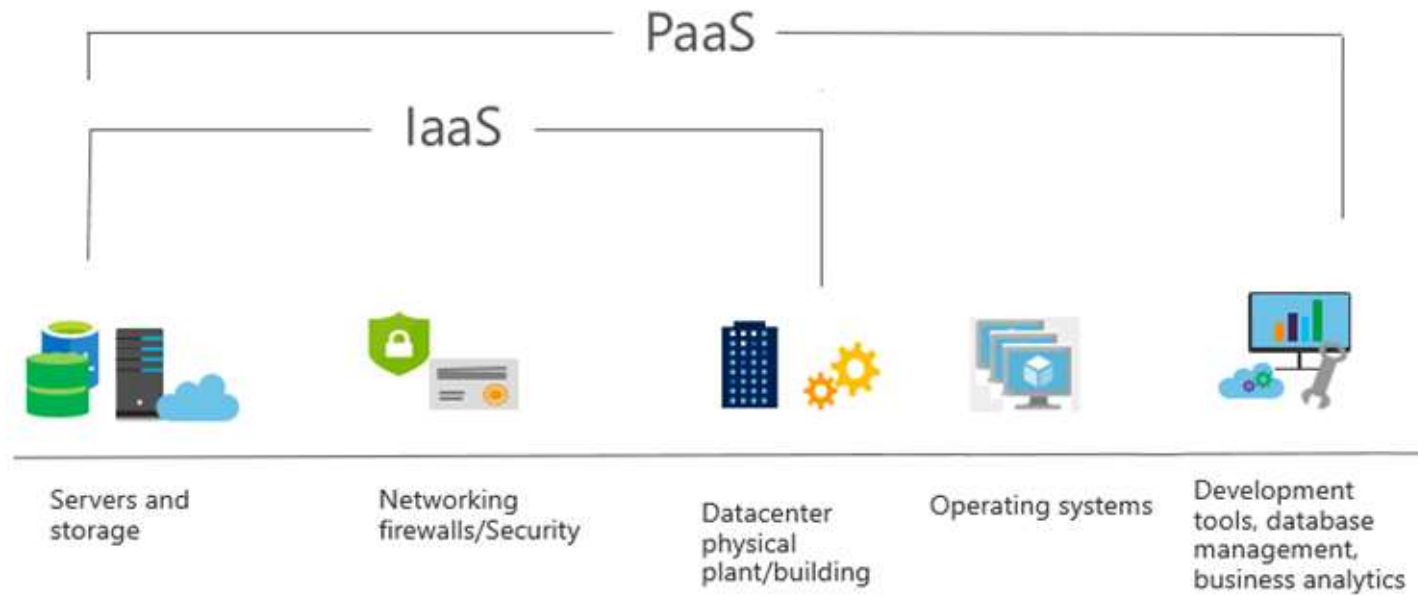 PaaS
IaaS
Servers and
storage
Networking
firewalls/Security
Datacenter
physical
plant/building
Operating systems
Development
tools, database
management,
business analytics